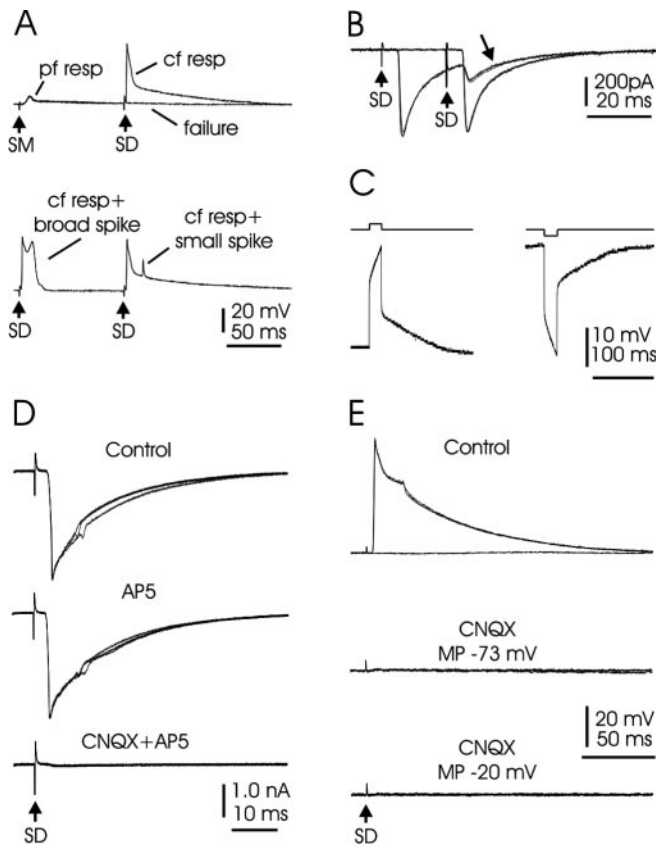 A
pf resp
cf resp
failure
SM
SD
cf resp+
broad spike
cf resp+
small spike
SD
SD
20 mV
50 ms
B
SD
SD
200pA
20 ms
C
10 mV
100 ms
D
Control
AP5
CNQX+AP5
SD
1.0 nA
10 ms
E
Control
CNQX
MP -73 mV
CNQX
MP -20 mV
20 mV
50 ms
SD